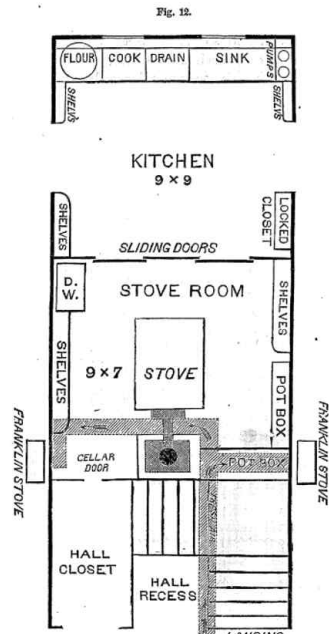 Fig. 12.
FLOUR
COOK
DRAIN
SINK
PUMPS
SHELVS
SHELVS
KITCHEN
9 × 9
SHELVES
LOCKED
CLOSET
SLIDING DOORS
D.
W.
STOVE ROOM
SHELVES
SHELVES
9 × 7
STOVE
POT BOX
FRANKLIN STOVE
CELLAR
DOOR
POT BOX
FRANKLIN STOVE
HALL
CLOSET
HALL
RECESS
LANDING